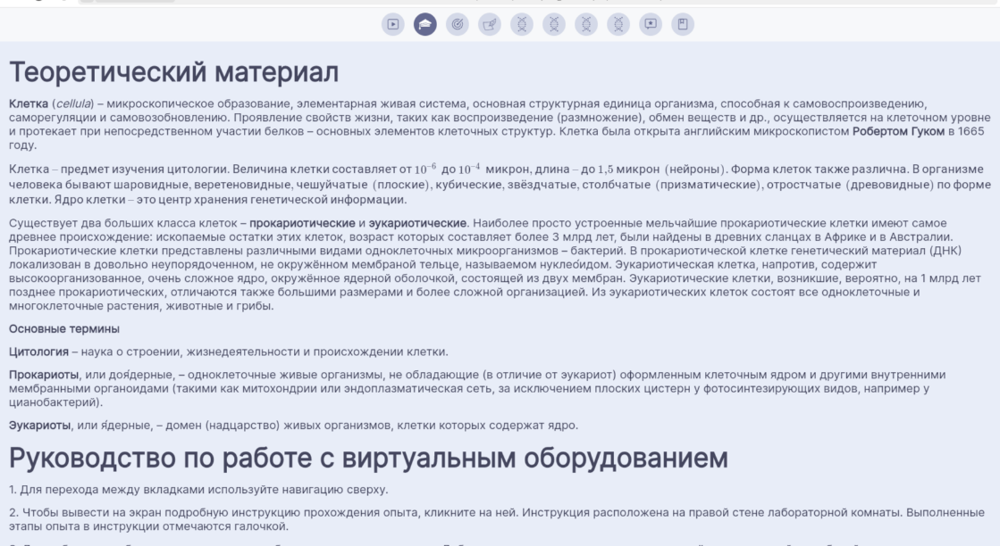 Теоретический материал
Клетка (cellula) – микроскопическое образование, элементарная живая система, основная структурная единица организма, способная к самовоспроизведению,
саморегуляции и самовозобновлению. Проявление свойств жизни, таких как воспроизведение (размножение), обмен веществ и др., осуществляется на клеточном уровне
и протекает при непосредственном участии белков – основных элементов клеточных структур. Клетка была открыта английским микроскопистом Робертом Гуком в 1665
году.
Клетка – предмет изучения цитологии. Величина клетки составляет от 10⁻⁶ до 10⁻⁴ микрон, длина – до 1,5 микрон (нейроны). Форма клеток также различна. В организме
человека бывают шаровидные, веретеновидные, чешуйчатые (плоские), кубические, звёздчатые, столбчатые (призматические), отростчатые (древовидные) по форме
клетки. Ядро клетки – это центр хранения генетической информации.
Существует два больших класса клеток – прокариотические и эукариотические. Наиболее просто устроенные мельчайшие прокариотические клетки имеют самое
древнее происхождение: ископаемые остатки этих клеток, возраст которых составляет более 3 млрд лет, были найдены в древних сланцах в Африке и в Австралии.
Прокариотические клетки представлены различными видами одноклеточных микроорганизмов – бактерий. В прокариотической клетке генетический материал (ДНК)
локализован в довольно неупорядоченном, не окружённом мембраной тельце, называемом нуклео́идом. Эукариотическая клетка, напротив, содержит
высокоорганизованное, очень сложное ядро, окружённое ядерной оболочкой, состоящей из двух мембран. Эукариотические клетки, возникшие, вероятно, на 1 млрд лет
позднее прокариотических, отличаются также большими размерами и более сложной организацией. Из эукариотических клеток состоят все одноклеточные и
многоклеточные растения, животные и грибы.
Основные термины
Цитология – наука о строении, жизнедеятельности и происхождении клетки.
Прокариоты, или доя́дерные, – одноклеточные живые организмы, не обладающие (в отличие от эукариот) оформленным клеточным ядром и другими внутренними
мембранными органоидами (такими как митохондрии или эндоплазматическая сеть, за исключением плоских цистерн у фотосинтезирующих видов, например у
цианобактерий).
Эукариоты, или я́дерные, – домен (надцарство) живых организмов, клетки которых содержат ядро.
Руководство по работе с виртуальным оборудованием
1. Для перехода между вкладками используйте навигацию сверху.
2. Чтобы вывести на экран подробную инструкцию прохождения опыта, кликните на ней. Инструкция расположена на правой стене лабораторной комнаты. Выполненные
этапы опыта в инструкции отмечаются галочкой.